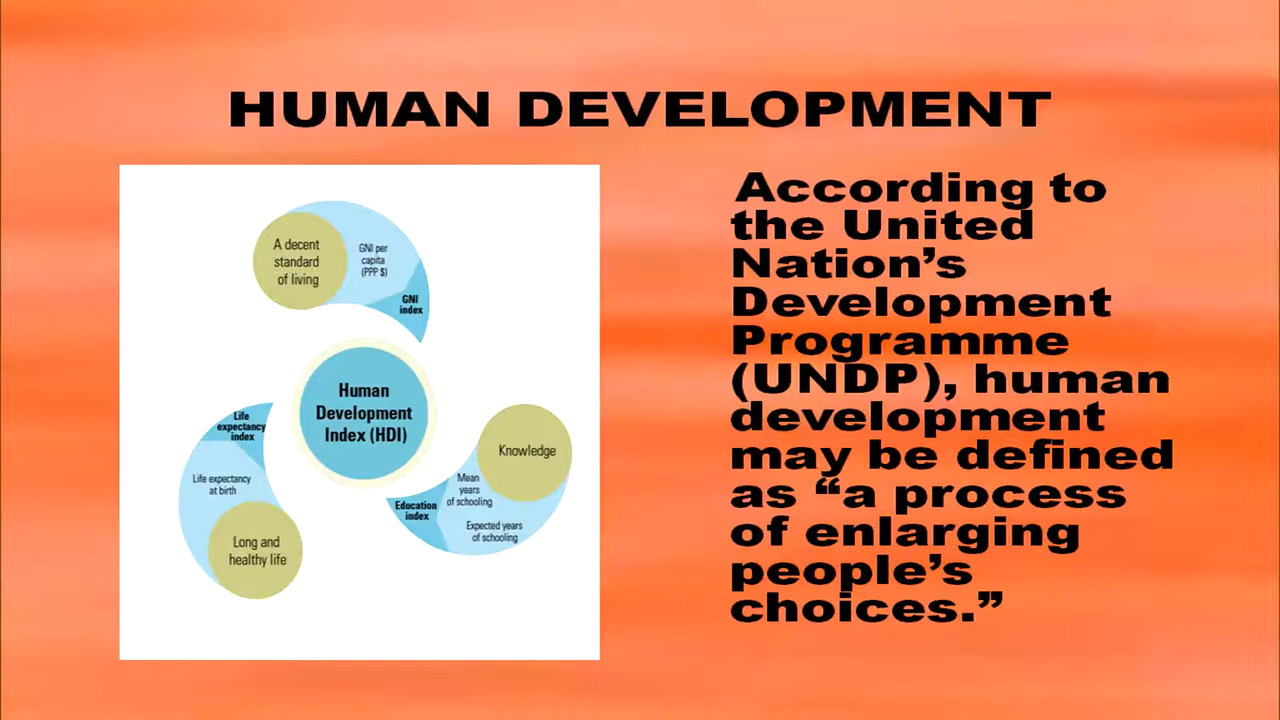 HUMAN DEVELOPMENT
A decent
standard
of living
GNI per
capita
(PPP $)
GNI
index
Human
Development
Index (HDI)
Life
expectancy
index
Life expectancy
at birth
Long and
healthy life
Knowledge
Mean
years
of schooling
Education
index
Expected years
of schooling
According to
the United
Nation’s
Development
Programme
(UNDP), human
development
may be defined
as “a process
of enlarging
people’s
choices.”